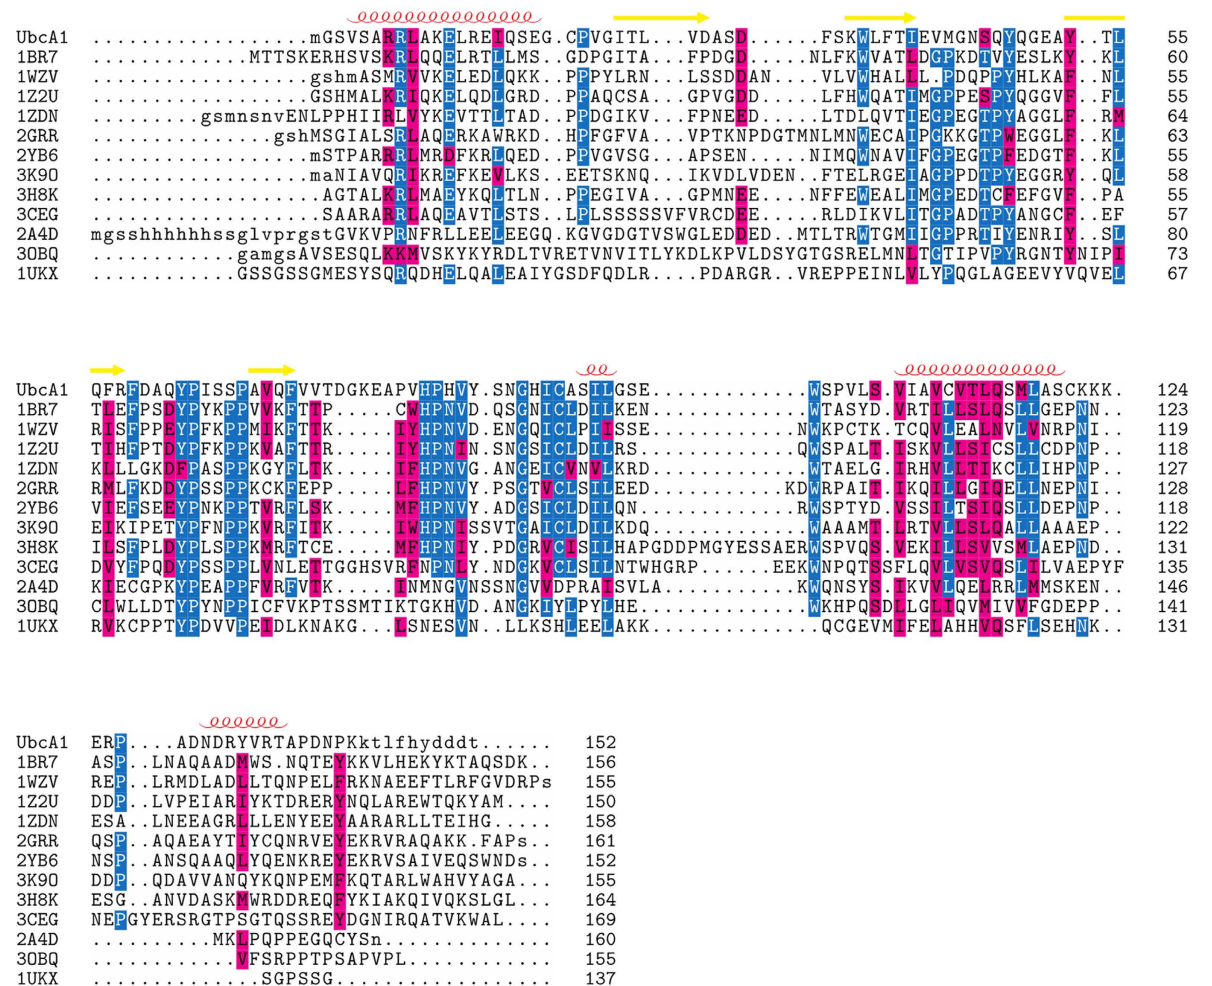 UbcA1 ..................mGSVSARRLAKELREIQSEG.CPVGITL...VDASD......FSKWLFTIEVMGNSQYQGEAY..TL 55
1BR7 .............MTTSKERHSVSKRLQQELRTLLMS..GDPGITA...FPDGD......NLFKWVATLDGPKDTVYESLKY..KL 60
1WZV ..................gshmASMRVVKELEDLQKK..PPPYLRN...LSSDDAN....VLVWHALLL.PDQPPYHLKAF..NL 55
1Z2U ..................GSHMALKRIQKELQDLGRD..PPAQCSA...GPVGDD.....LFHWQATIMGPPESPYQGGVF..FL 55
1ZDN .........gsmnsnvENLPPHIIRLVYKEVTTLTAD..PPDGIKV...FPNEED.....LTDLQVTIEGPEGTPYAGGLF..RM 64
2GRR ...............gshMSGIALSRLAQERKAWRKD..HPFGFVA...VPTKNPDGTMNLMNWECAIPGKKGTPWEGGLF..KL 63
2YB6 ..................mSTPARRRLMRDFKRLQED..PPVGVSG...APSEN......NIMQWNAVIFGPEGTPFEDGTF..KL 55
3K9O ..................maNIAVQRIKREFKEVLKS..EETSKNQ...IKVDLVDEN..FTELRGEIAGPPDTPYEGGRY..QL 58
3H8K ...................AGTALKRLMAEYKQLTLN..PPEGIVA...GPMNEE.....NFFEWEALIMGPEDTCFEFGVF..PA 55
3CEG ...................SAARARRLAQEAVTLSTS..LPLSSSSSVFVRCDEE.....RLDIKVLITGPADTPYANGCF..EF 57
2A4D mgsshhhhhhssglvprgstGVKVPRNFRLLEELEEGQ.KGVGDGTVSWGLEDDED...MTLTRWTGMIIGPPRTIYENRIY..SL 80
3OBQ ............gamgsAVSESQLKKMVSKYKYRDLTVRETVNVITLYKDLKPVLDSYGTGSRELMNLTGTIPVPYRGNTYNIPI 73
1UKX ............GSSGSSGMESYSQRQDHELQALEAIYGSDFQDLR...PDARGR..VREPPEINLVLYPQGLAGEEVYVQVEL 67
UbcA1 QFRFDAQYPISSPAVQFVVTDGKEAPVHPHVY.SNGHICASILGSE.............WSPVLS.VIAVCVTLQSMLASCKKK.. 124
1BR7 TLEFPSDYPYKPPVVKFTTP.....CWHPNVD.QSGNICLDILKEN.............WTASYD.VRTILLSLQSLLGEPNN.. 123
1WZV RISFPPEYPFKPPMIKFTTK.....IYHPNVD.ENGQICLPIISSE............NWKPCTK.TCQVLEALNVLVNRPNI.. 119
1Z2U TIHFPTDYPFKPPKVAFTTR.....IYHPNIN.SNGSICLDILRS............QWSPALT.ISKVLLSICSLLCDPNP.. 118
1ZDN KLLLGKDFPASPPKGYFLTK.....IFHPNVG.ANGEICVNVLKRD.............WTAELG.IRHVLLTIKCLLIHPNP.. 127
2GRR RMLFKDDYPSSPPKCKFEPP.....LFHPNVY.PSGTVCLSILEED...........KDWRPAIT.IKQILLGIQELLNEPNI.. 128
2YB6 VIEFSEEYPNKPPTVRFLSK.....MFHPNVY.ADGSICLDILQN............RWSPTYD.VSSILTSIQSLLDEPNP.. 118
3K9O EIKIPETYPFNPPKVRFITK.....IWHPNISSVTGAICLDILKDQ.............WAAAMT.LRTVLLSLQALLAAAEP.. 122
3H8K ILSFPLDYPLSPPKMRFTCE.....MFHPNIY.PDGRVCISILHAPGDDPMGYESSAERWSPVQS.VEKILLSVVSMLAEPND.. 131
3CEG DVYFPQDYPSSPPLVNLETTGGHSVRFNPNLY.NDGKVCLSILNTWHGRP......EEKWNPQTSSFLQVLVSVQSLILVAEPYF 135
2A4D KIECGPKYPEAPPFVRFVTK.....INMNGVNSSNGVVDPRAISVLA............KWQNSYS.IKVVLQELRRLMMSKEN.. 146
3OBQ CLWLLDTYPYNPPICFVKPTSSMTIKTGKHVD.ANGKIYLPYLHE..............WKHPQSDLLGLIQVMIVVFGDEPP.. 141
1UKX RVKCPPTYPDVVPEIDLKNAKG...LSNESVN..LLKSHLEELAKK..............QCGEVMIFELAHHVQSFLSEHNK.. 131
UbcA1 ERP....ADNDRYVRTAPDNPKktlfhydddt...... 152
1BR7 ASP..LNAQAADMWS.NQTEYKKVLHEKYKTAQSDK.. 156
1WZV REP..LRMDLADLLTQNPELFRKNAEEFTLRFGVDRPs 155
1Z2U DDP..LVPEIARIYKTDRERYNQLAREWTQKYAM.... 150
1ZDN ESA..LNEEAGRLLLENYEEYAARARLLTEIHG..... 158
2GRR QSP..AQAEAYTIYCQNRVEYEKRVRAQAKK.FAPs.. 161
2YB6 NSP..ANSQAAQLYQENKREYEKRVSAIVEQSWNDs.. 152
3K9O DDP..QDAVVANQYKQNPEMFKQTARLWAHVYAGA... 155
3H8K ESG..ANVDASKMWRDDREQFYKIAKQIVQKSLGL... 164
3CEG NEPGYERSRGTPSGTQSSREYDGNIRQATVKWAL.... 169
2A4D ..........MKLPQPPEGQCYSn.............. 160
3OBQ ............VFSRPPTPSAPVPL............ 155
1UKX ..............SGPSSG.................. 137